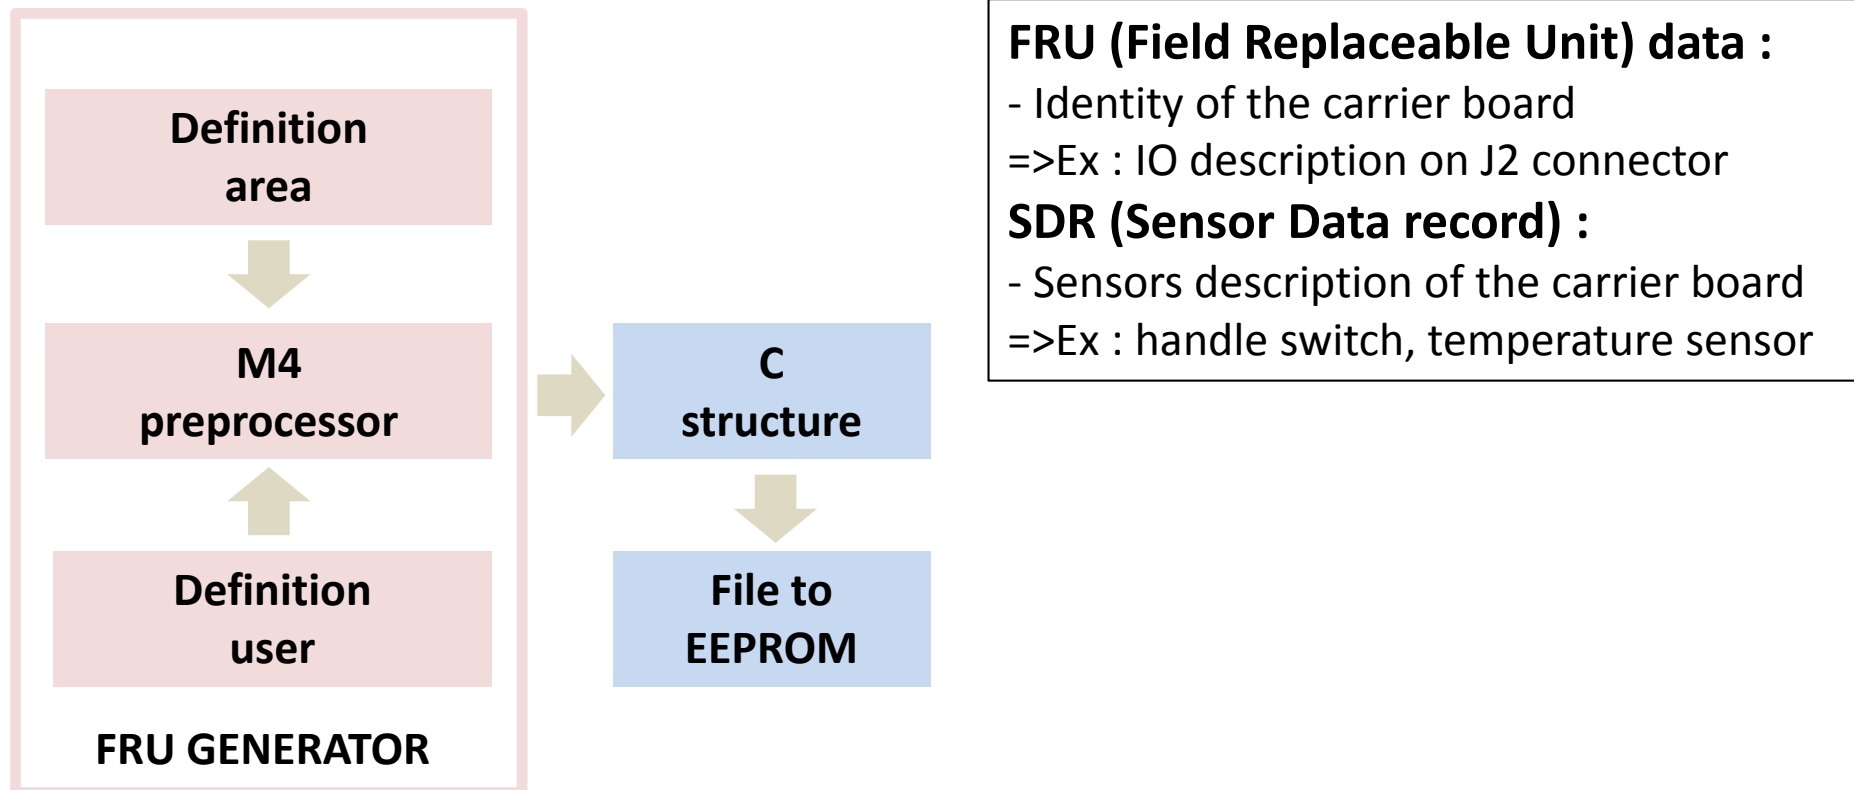 Definition
area
M4
preprocessor
Definition
user
FRU GENERATOR
C
structure
File to
EEPROM
FRU (Field Replaceable Unit) data :
- Identity of the carrier board
=>Ex : IO description on J2 connector
SDR (Sensor Data record) :
- Sensors description of the carrier board
=>Ex : handle switch, temperature sensor